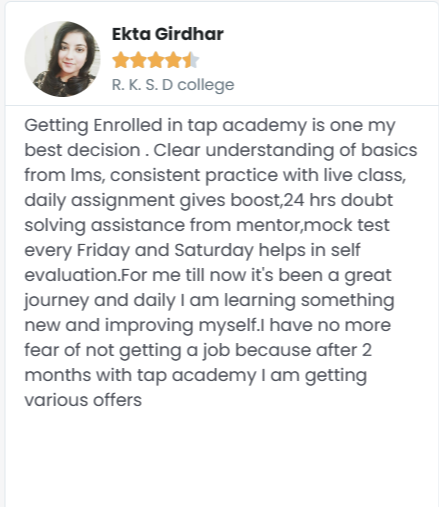 Ekta Girdhar
R. K. S. D college
Getting Enrolled in tap academy is one my
best decision . Clear understanding of basics
from lms, consistent practice with live class,
daily assignment gives boost,24 hrs doubt
solving assistance from mentor,mock test
every Friday and Saturday helps in self
evaluation.For me till now it's been a great
journey and daily I am learning something
new and improving myself.I have no more
fear of not getting a job because after 2
months with tap academy I am getting
various offers